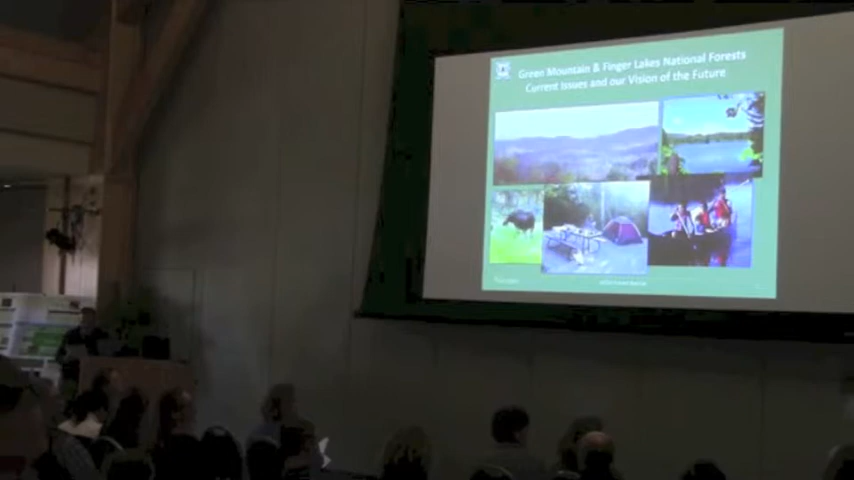 Green Mountain & Finger Lakes National Forests
Current Issues and our Vision of the Future